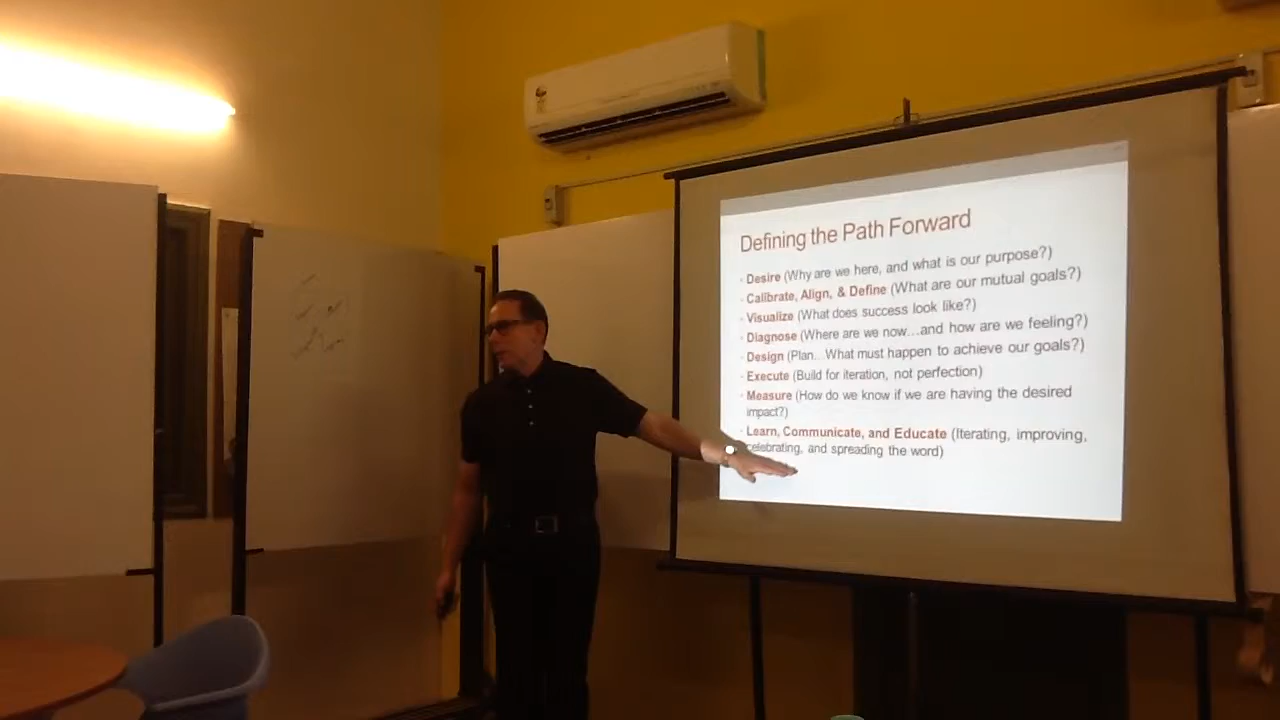 Defining the Path Forward
· Desire (Why are we here, and what is our purpose?)
· Calibrate, Align, & Define (What are our mutual goals?)
· Visualize (What does success look like?)
· Diagnose (Where are we now…and how are we feeling?)
· Design (Plan…What must happen to achieve our goals?)
· Execute (Build for iteration, not perfection)
· Measure (How do we know if we are having the desired
impact?)
· Learn, Communicate, and Educate (Iterating, improving,
celebrating, and spreading the word)